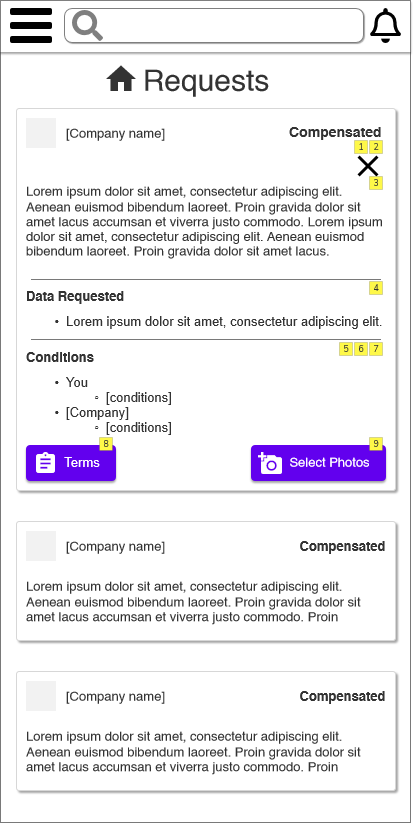 Requests
[Company name] Compensated
1 2
3
Lorem ipsum dolor sit amet, consectetur adipiscing elit.
Aenean euismod bibendum laoreet. Proin gravida dolor sit
amet lacus accumsan et viverra justo commodo. Lorem ipsum
dolor sit amet, consectetur adipiscing elit. Aenean euismod
bibendum laoreet. Proin gravida dolor sit amet lacus.
4
Data Requested
• Lorem ipsum dolor sit amet, consectetur adipiscing elit.
5 6 7
Conditions
• You
◦ [conditions]
• [Company]
◦ [conditions]
8 9
Terms Select Photos
[Company name] Compensated
Lorem ipsum dolor sit amet, consectetur adipiscing elit.
Aenean euismod bibendum laoreet. Proin gravida dolor sit
amet lacus accumsan et viverra justo commodo. Proin
[Company name] Compensated
Lorem ipsum dolor sit amet, consectetur adipiscing elit.
Aenean euismod bibendum laoreet. Proin gravida dolor sit
amet lacus accumsan et viverra justo commodo. Proin